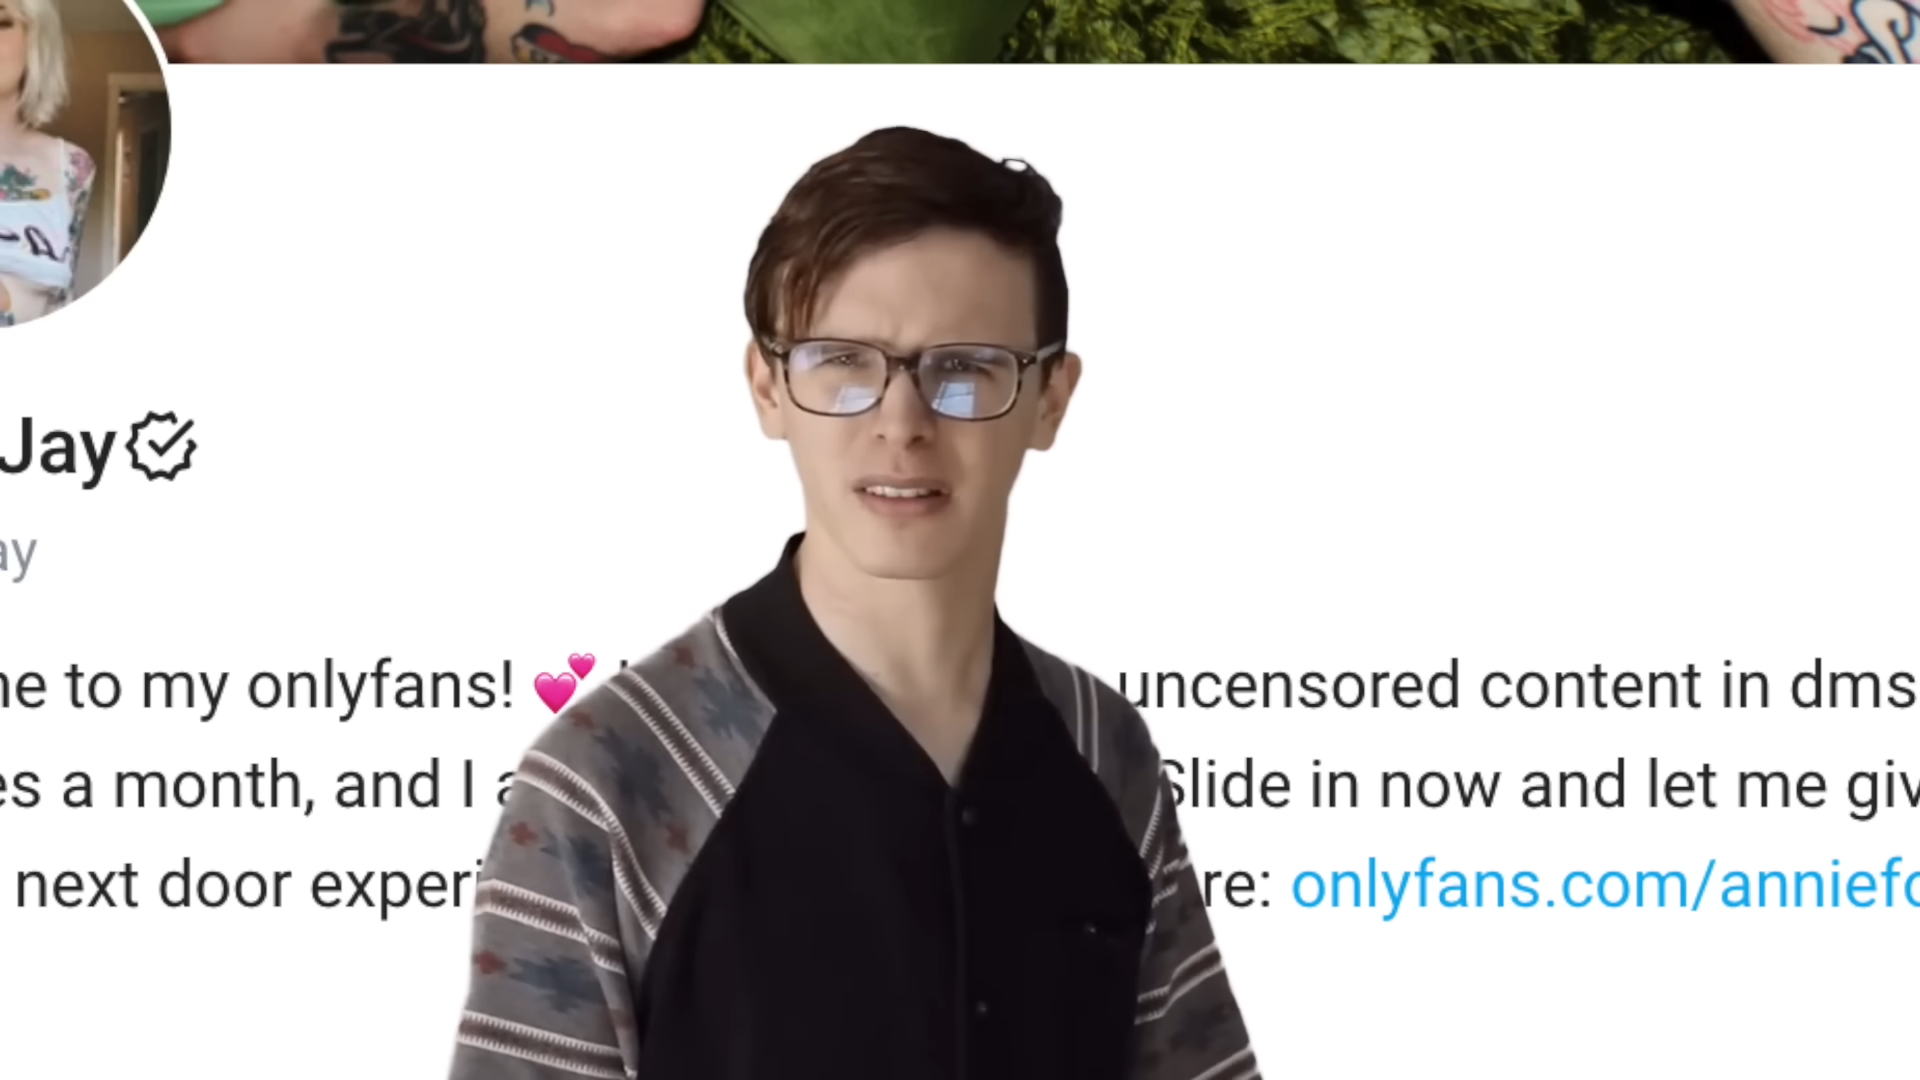 Jay
ay
ne to my onlyfans! 💕 uncensored content in dms
es a month, and I a Slide in now and let me giv
next door experi re: onlyfans.com/anniefo